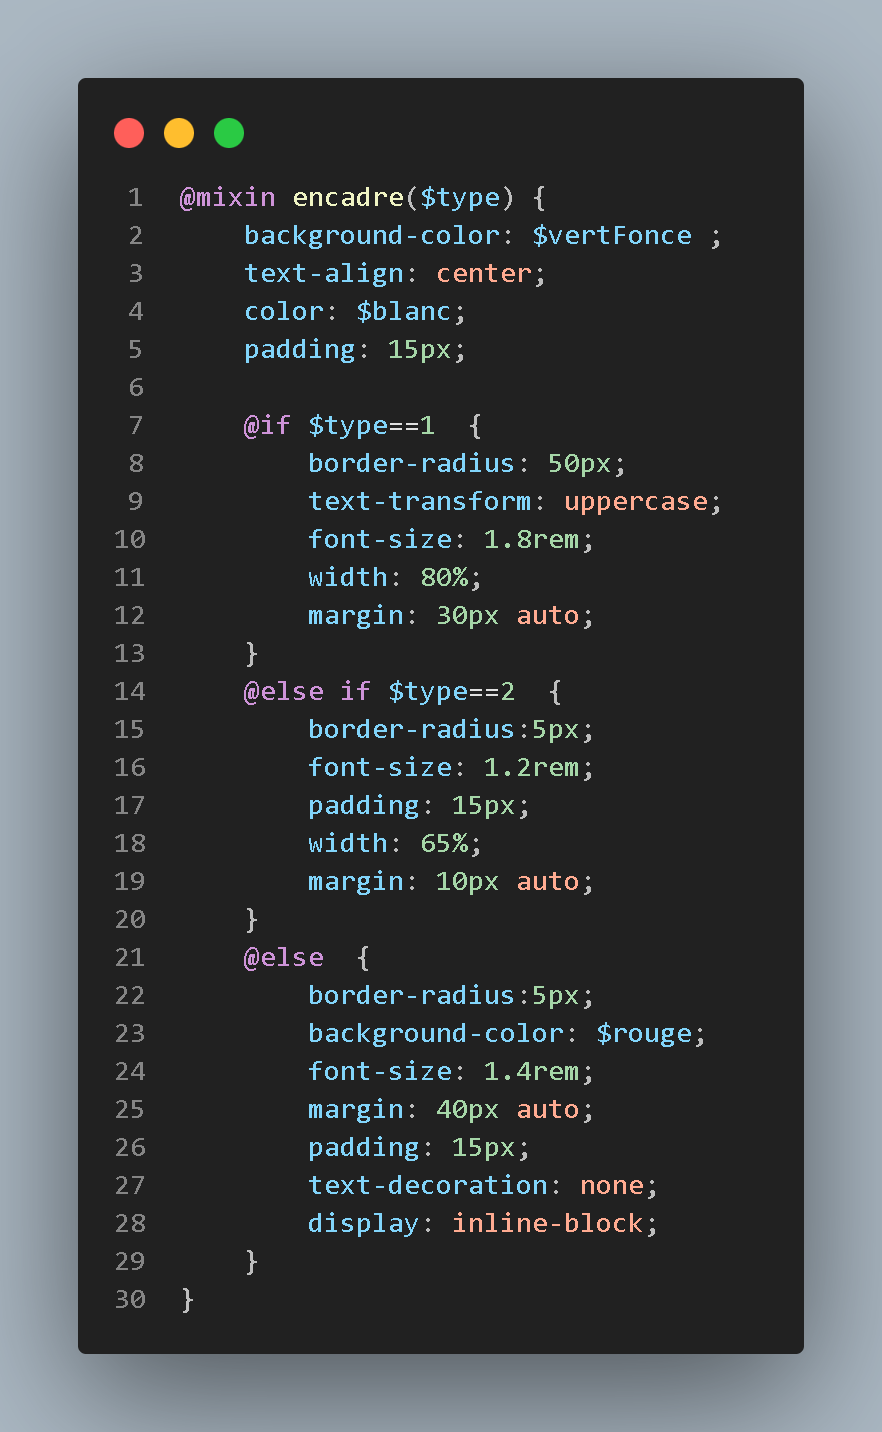 1 @mixin encadre($type) {
2     background-color: $vertFonce ;
3     text-align: center;
4     color: $blanc;
5     padding: 15px;
6
7     @if $type==1  {
8         border-radius: 50px;
9         text-transform: uppercase;
10         font-size: 1.8rem;
11         width: 80%;
12         margin: 30px auto;
13     }
14     @else if $type==2  {
15         border-radius:5px;
16         font-size: 1.2rem;
17         padding: 15px;
18         width: 65%;
19         margin: 10px auto;
20     }
21     @else  {
22         border-radius:5px;
23         background-color: $rouge;
24         font-size: 1.4rem;
25         margin: 40px auto;
26         padding: 15px;
27         text-decoration: none;
28         display: inline-block;
29     }
30 }